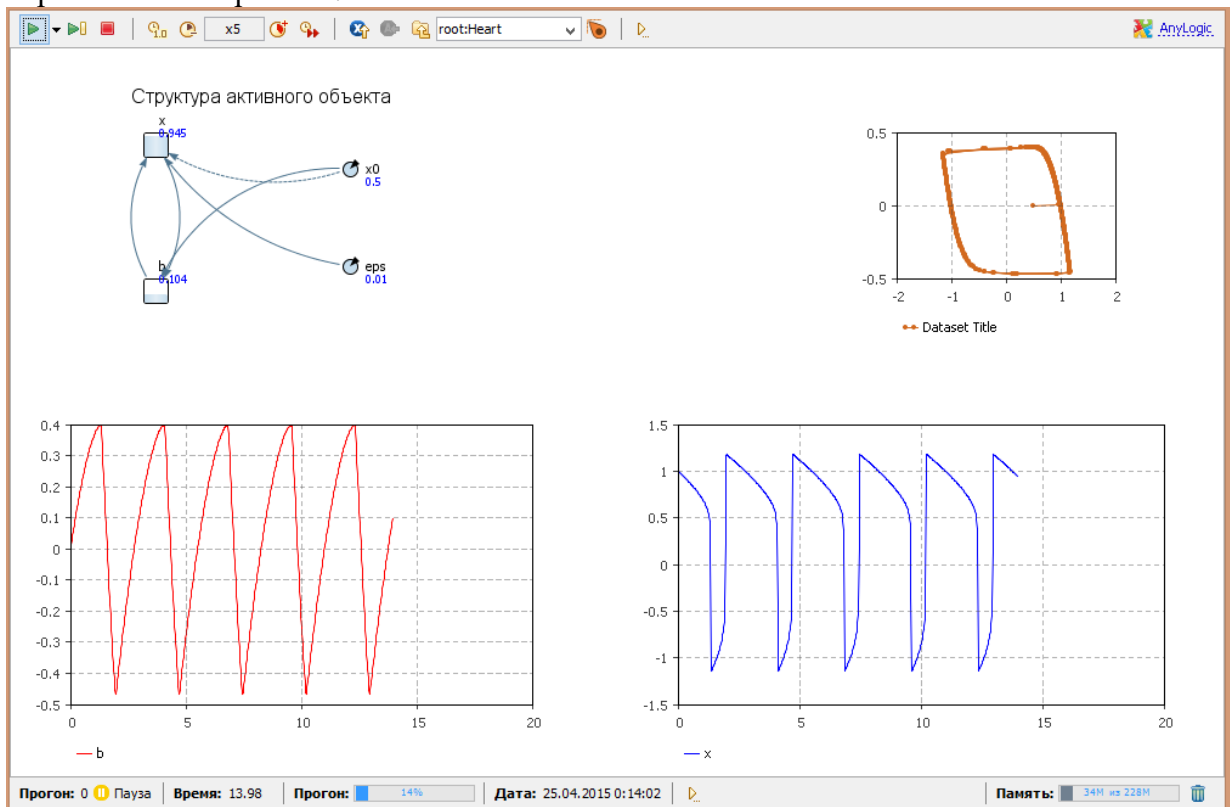 x5 root:Heart AnyLogic
Структура активного объекта
x
0.945
x0
0.5
b
0.104
eps
0.01
0.5
0
-0.5
-2 -1 0 1 2
Dataset Title
0.4
0.3
0.2
0.1
0
-0.1
-0.2
-0.3
-0.4
-0.5
0 5 10 15 20
b
1.5
1
0.5
0
-0.5
-1
-1.5
0 5 10 15 20
x
Прогон: 0 Пауза Время: 13.98 Прогон: 14% Дата: 25.04.2015 0:14:02 Память: 34M из 228M